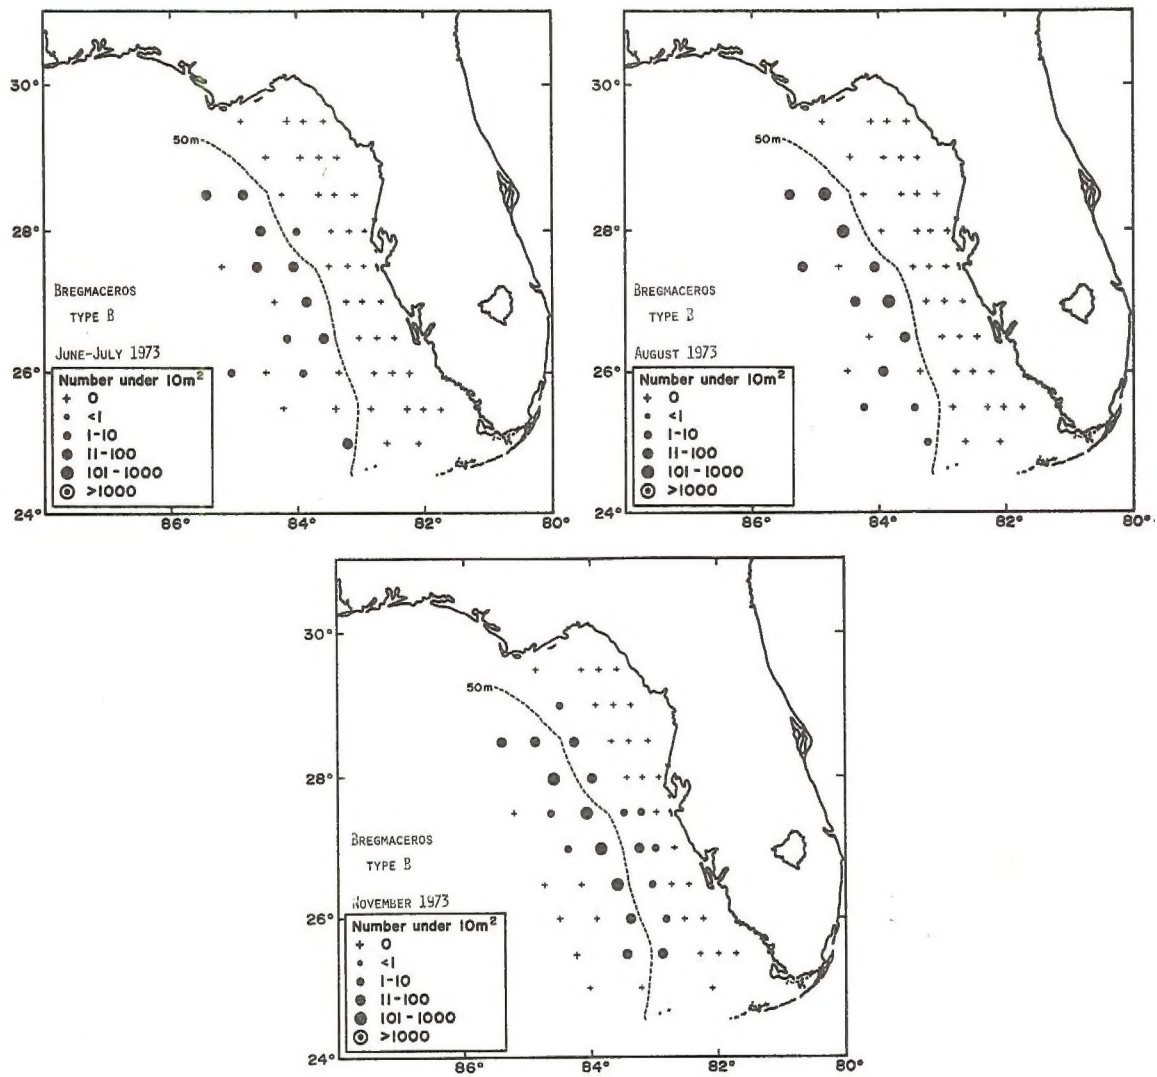 30°
50m
28°
BREGMACEROS
TYPE B
JUNE-JULY 1973
26°
Number under 10m²
+ 0
<1
1-10
11-100
101-1000
>1000
24°
86°
84°
82°
80°
30°
50m
28°
BREGMACEROS
TYPE B
AUGUST 1973
26°
Number under 10m²
+ 0
<1
1-10
11-100
101-1000
>1000
24°
86°
84°
82°
80°
30°
50m
28°
BREGMACEROS
TYPE B
NOVEMBER 1973
26°
Number under 10m²
+ 0
<1
1-10
11-100
101-1000
>1000
24°
86°
84°
82°
80°